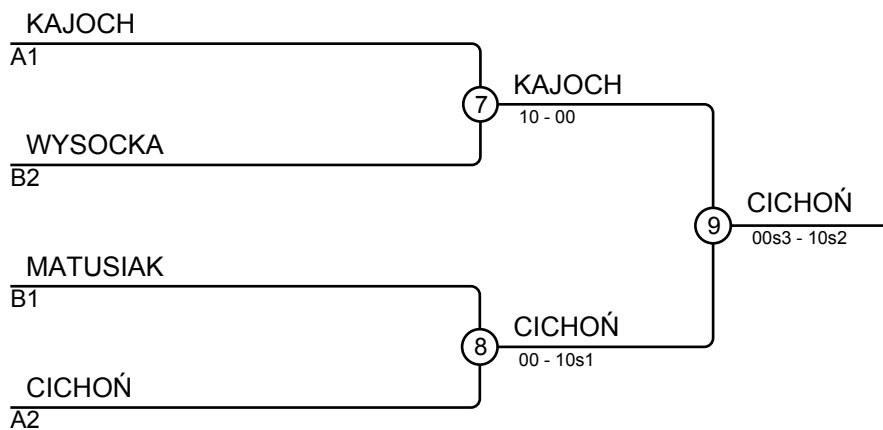 KAJOCH
A1
7
KAJOCH
10 - 00
WYSOCKA
B2
9
CICHOŃ
00s3 - 10s2
MATUSIAK
B1
8
CICHOŃ
00 - 10s1
CICHOŃ
A2